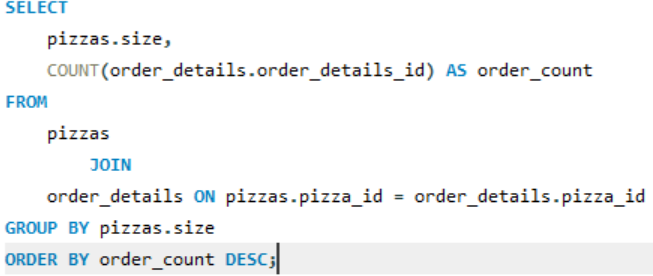 SELECT
    pizzas.size,
    COUNT(order_details.order_details_id) AS order_count
FROM
    pizzas
        JOIN
    order_details ON pizzas.pizza_id = order_details.pizza_id
GROUP BY pizzas.size
ORDER BY order_count DESC;